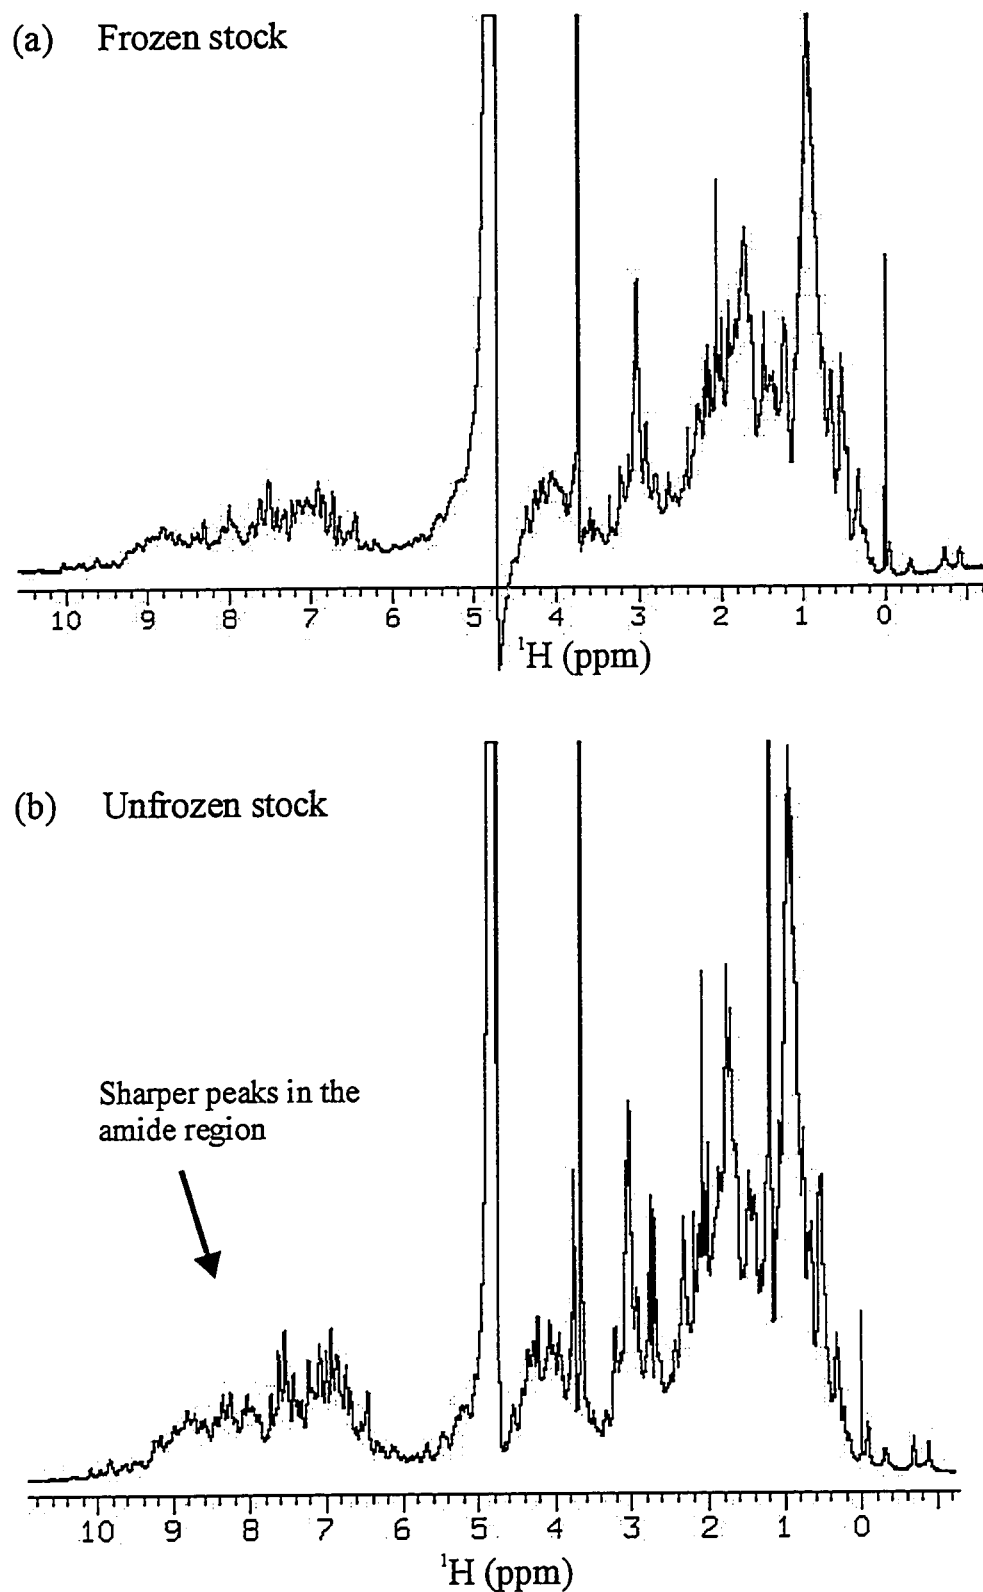 (a) Frozen stock
10 9 8 7 6 5 4 3 2 1 0
¹H (ppm)
(b) Unfrozen stock
Sharper peaks in the
amide region
10 9 8 7 6 5 4 3 2 1 0
¹H (ppm)